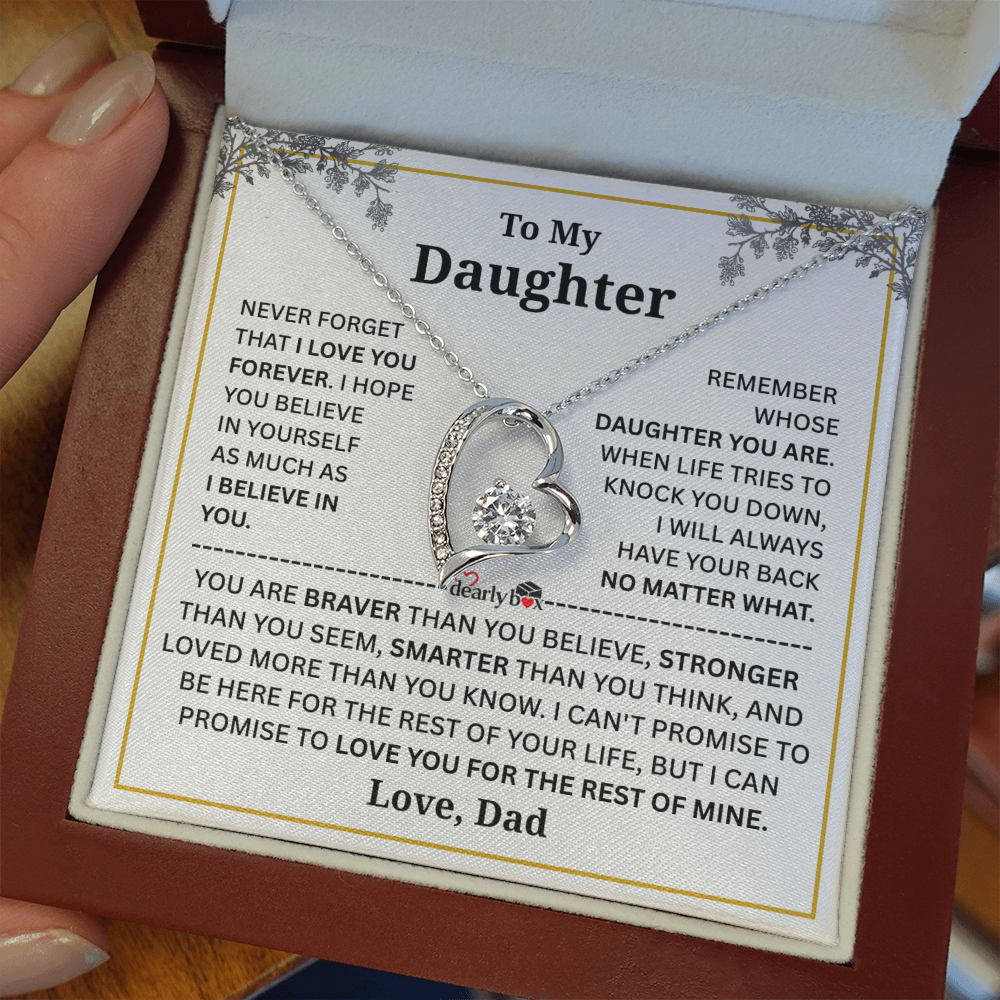 To My
Daughter
NEVER FORGET
THAT I LOVE YOU
FOREVER. I HOPE
YOU BELIEVE
IN YOURSELF
AS MUCH AS
I BELIEVE IN
YOU.
REMEMBER
WHOSE
DAUGHTER YOU ARE.
WHEN LIFE TRIES TO
KNOCK YOU DOWN,
I WILL ALWAYS
HAVE YOUR BACK
NO MATTER WHAT.
dearlybox
YOU ARE BRAVER THAN YOU BELIEVE, STRONGER
THAN YOU SEEM, SMARTER THAN YOU THINK, AND
LOVED MORE THAN YOU KNOW. I CAN'T PROMISE TO
BE HERE FOR THE REST OF YOUR LIFE, BUT I CAN
PROMISE TO LOVE YOU FOR THE REST OF MINE.
Love, Dad